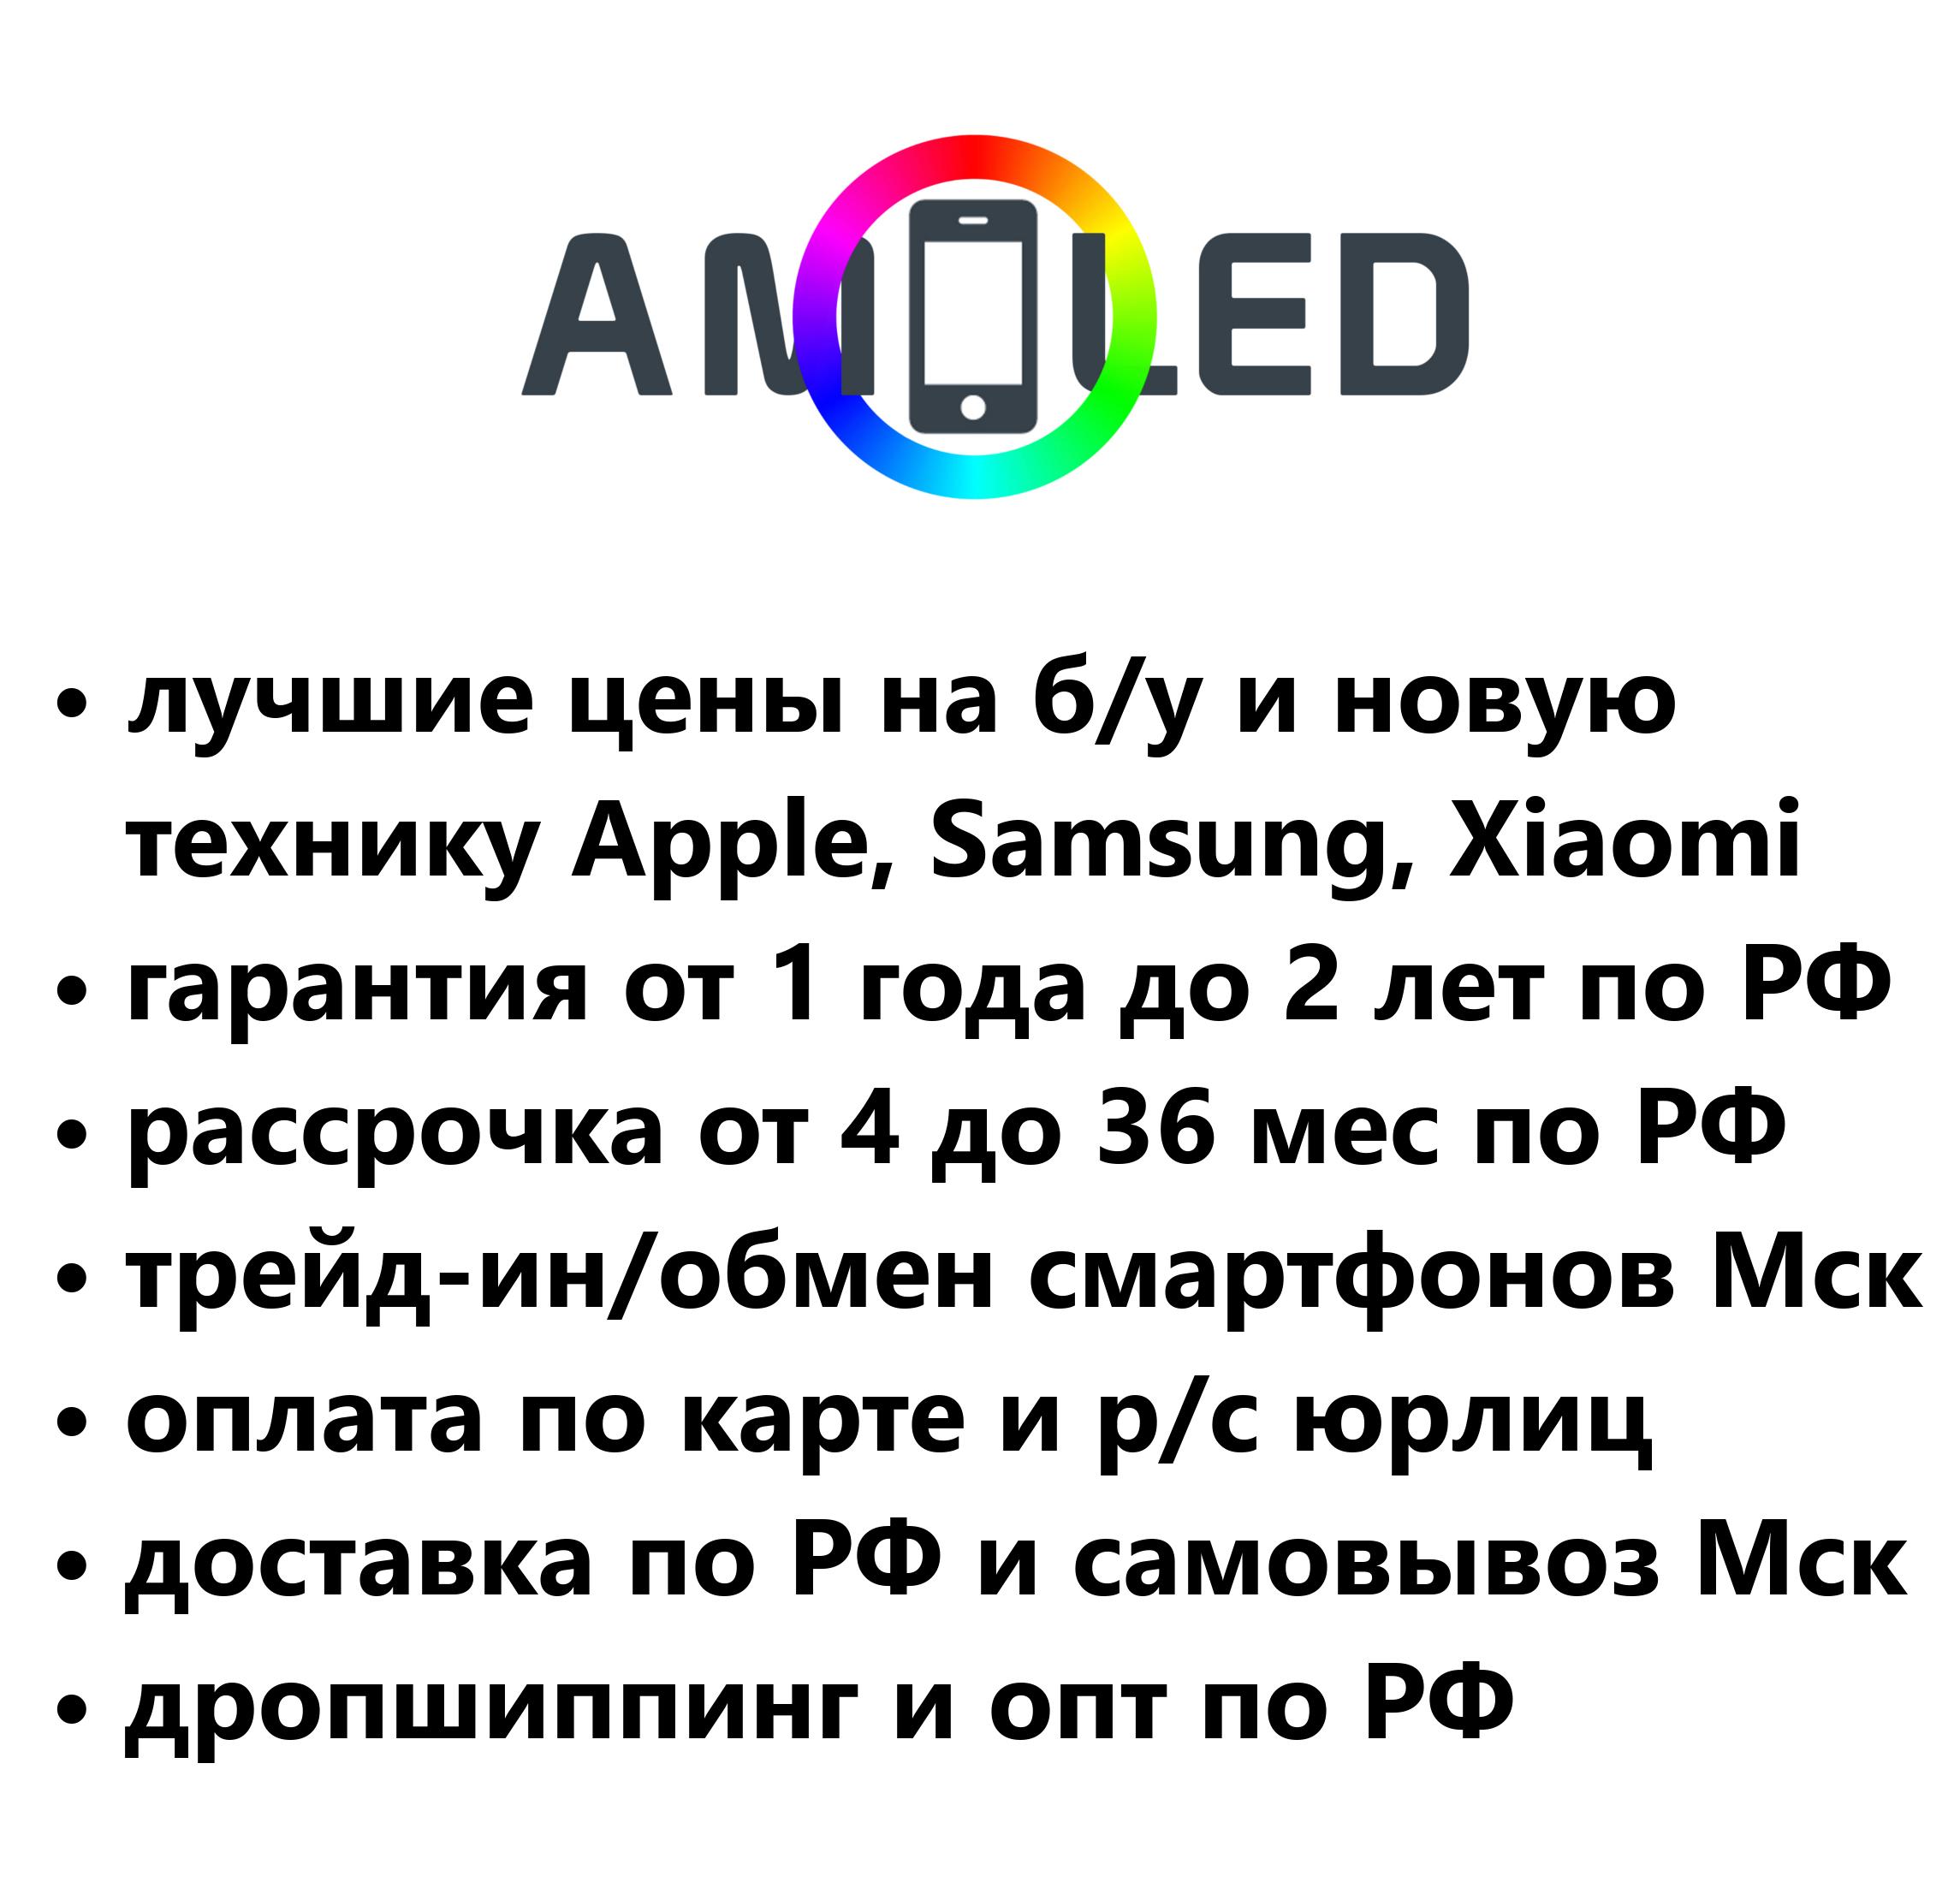 AMOLED
• лучшие цены на б/у и новую
технику Apple, Samsung, Xiaomi
• гарантия от 1 года до 2 лет по РФ
• рассрочка от 4 до 36 мес по РФ
• трейд-ин/обмен смартфонов Мск
• оплата по карте и р/с юрлиц
• доставка по РФ и самовывоз Мск
• дропшиппинг и опт по РФ